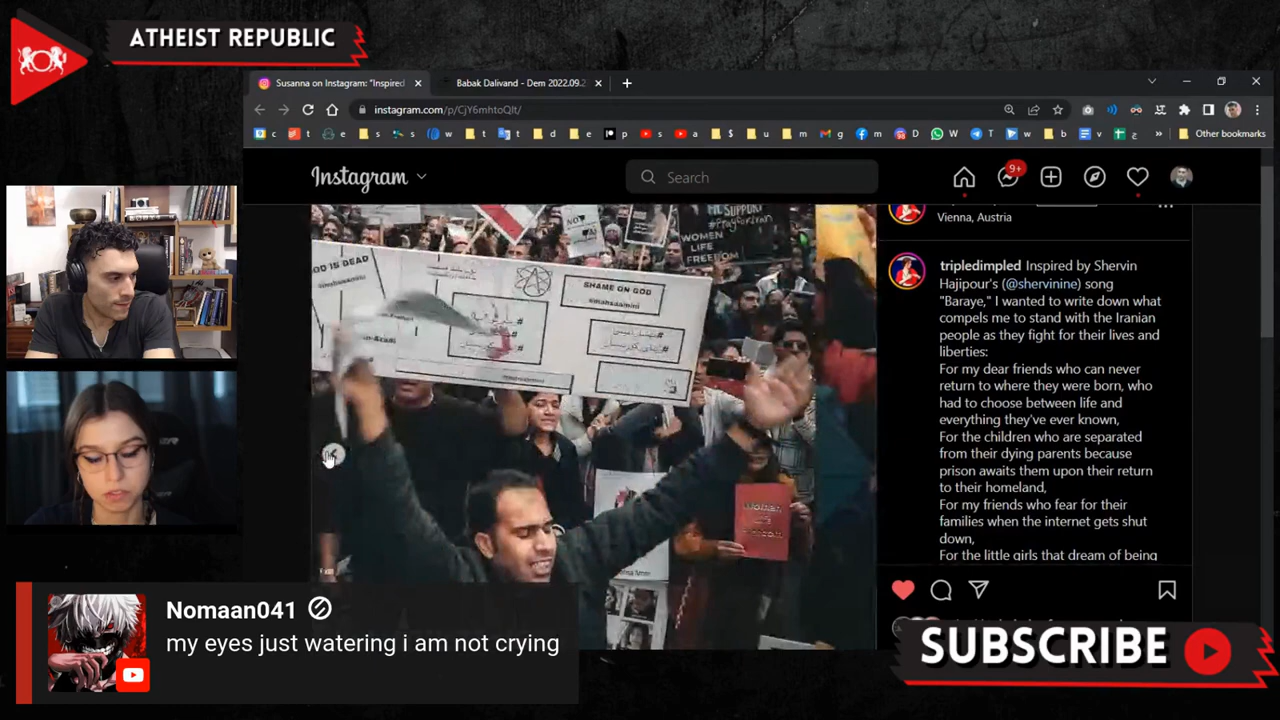 ATHEIST REPUBLIC
Susanna on Instagram: "Inspired
Babak Dalivand - Dem 2022.09.2
instagram.com/p/CjY6mhtoQIt/
Other bookmarks
Instagram
Search
9+
Vienna, Austria
tripledimpled Inspired by Shervin
Hajipour's (@shervinine) song
"Baraye," I wanted to write down what
compels me to stand with the Iranian
people as they fight for their lives and
liberties:
For my dear friends who can never
return to where they were born, who
had to choose between life and
everything they've ever known,
For the children who are separated
from their dying parents because
prison awaits them upon their return
to their homeland,
For my friends who fear for their
families when the internet gets shut
down,
For the little girls that dream of being
WOMEN
LIFE
FREEDOM
GOD IS DEAD
SHAME ON GOD
#mahsaamini
WOMEN
LIFE
FREEDOM
Nomaan041
my eyes just watering i am not crying
SUBSCRIBE